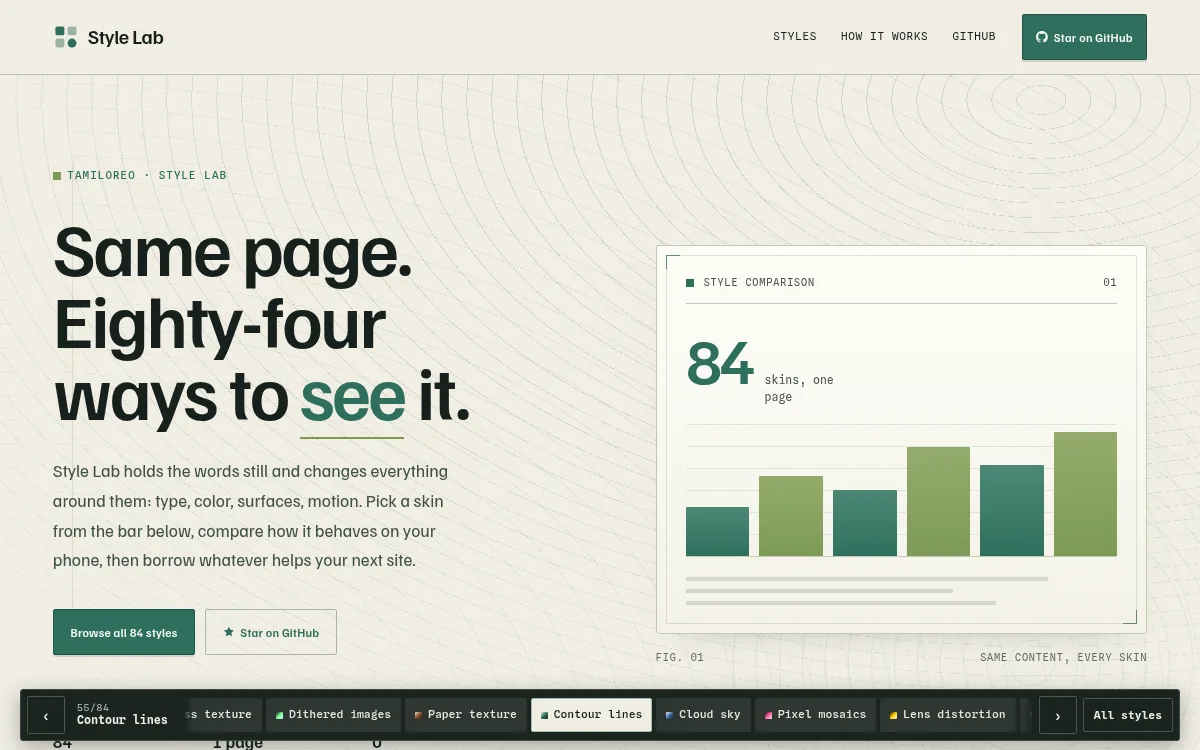 Style Lab
STYLES
HOW IT WORKS
GITHUB
Star on GitHub
TAMILOREO · STYLE LAB
Same page.
Eighty-four
ways to see it.
Style Lab holds the words still and changes everything
around them: type, color, surfaces, motion. Pick a skin
from the bar below, compare how it behaves on your
phone, then borrow whatever helps your next site.
Browse all 84 styles
Star on GitHub
STYLE COMPARISON
01
84
skins, one
page
FIG. 01
SAME CONTENT, EVERY SKIN
55/84
Contour lines
texture
Dithered images
Paper texture
Contour lines
Cloud sky
Pixel mosaics
Lens distortion
All styles
84
1 page
0